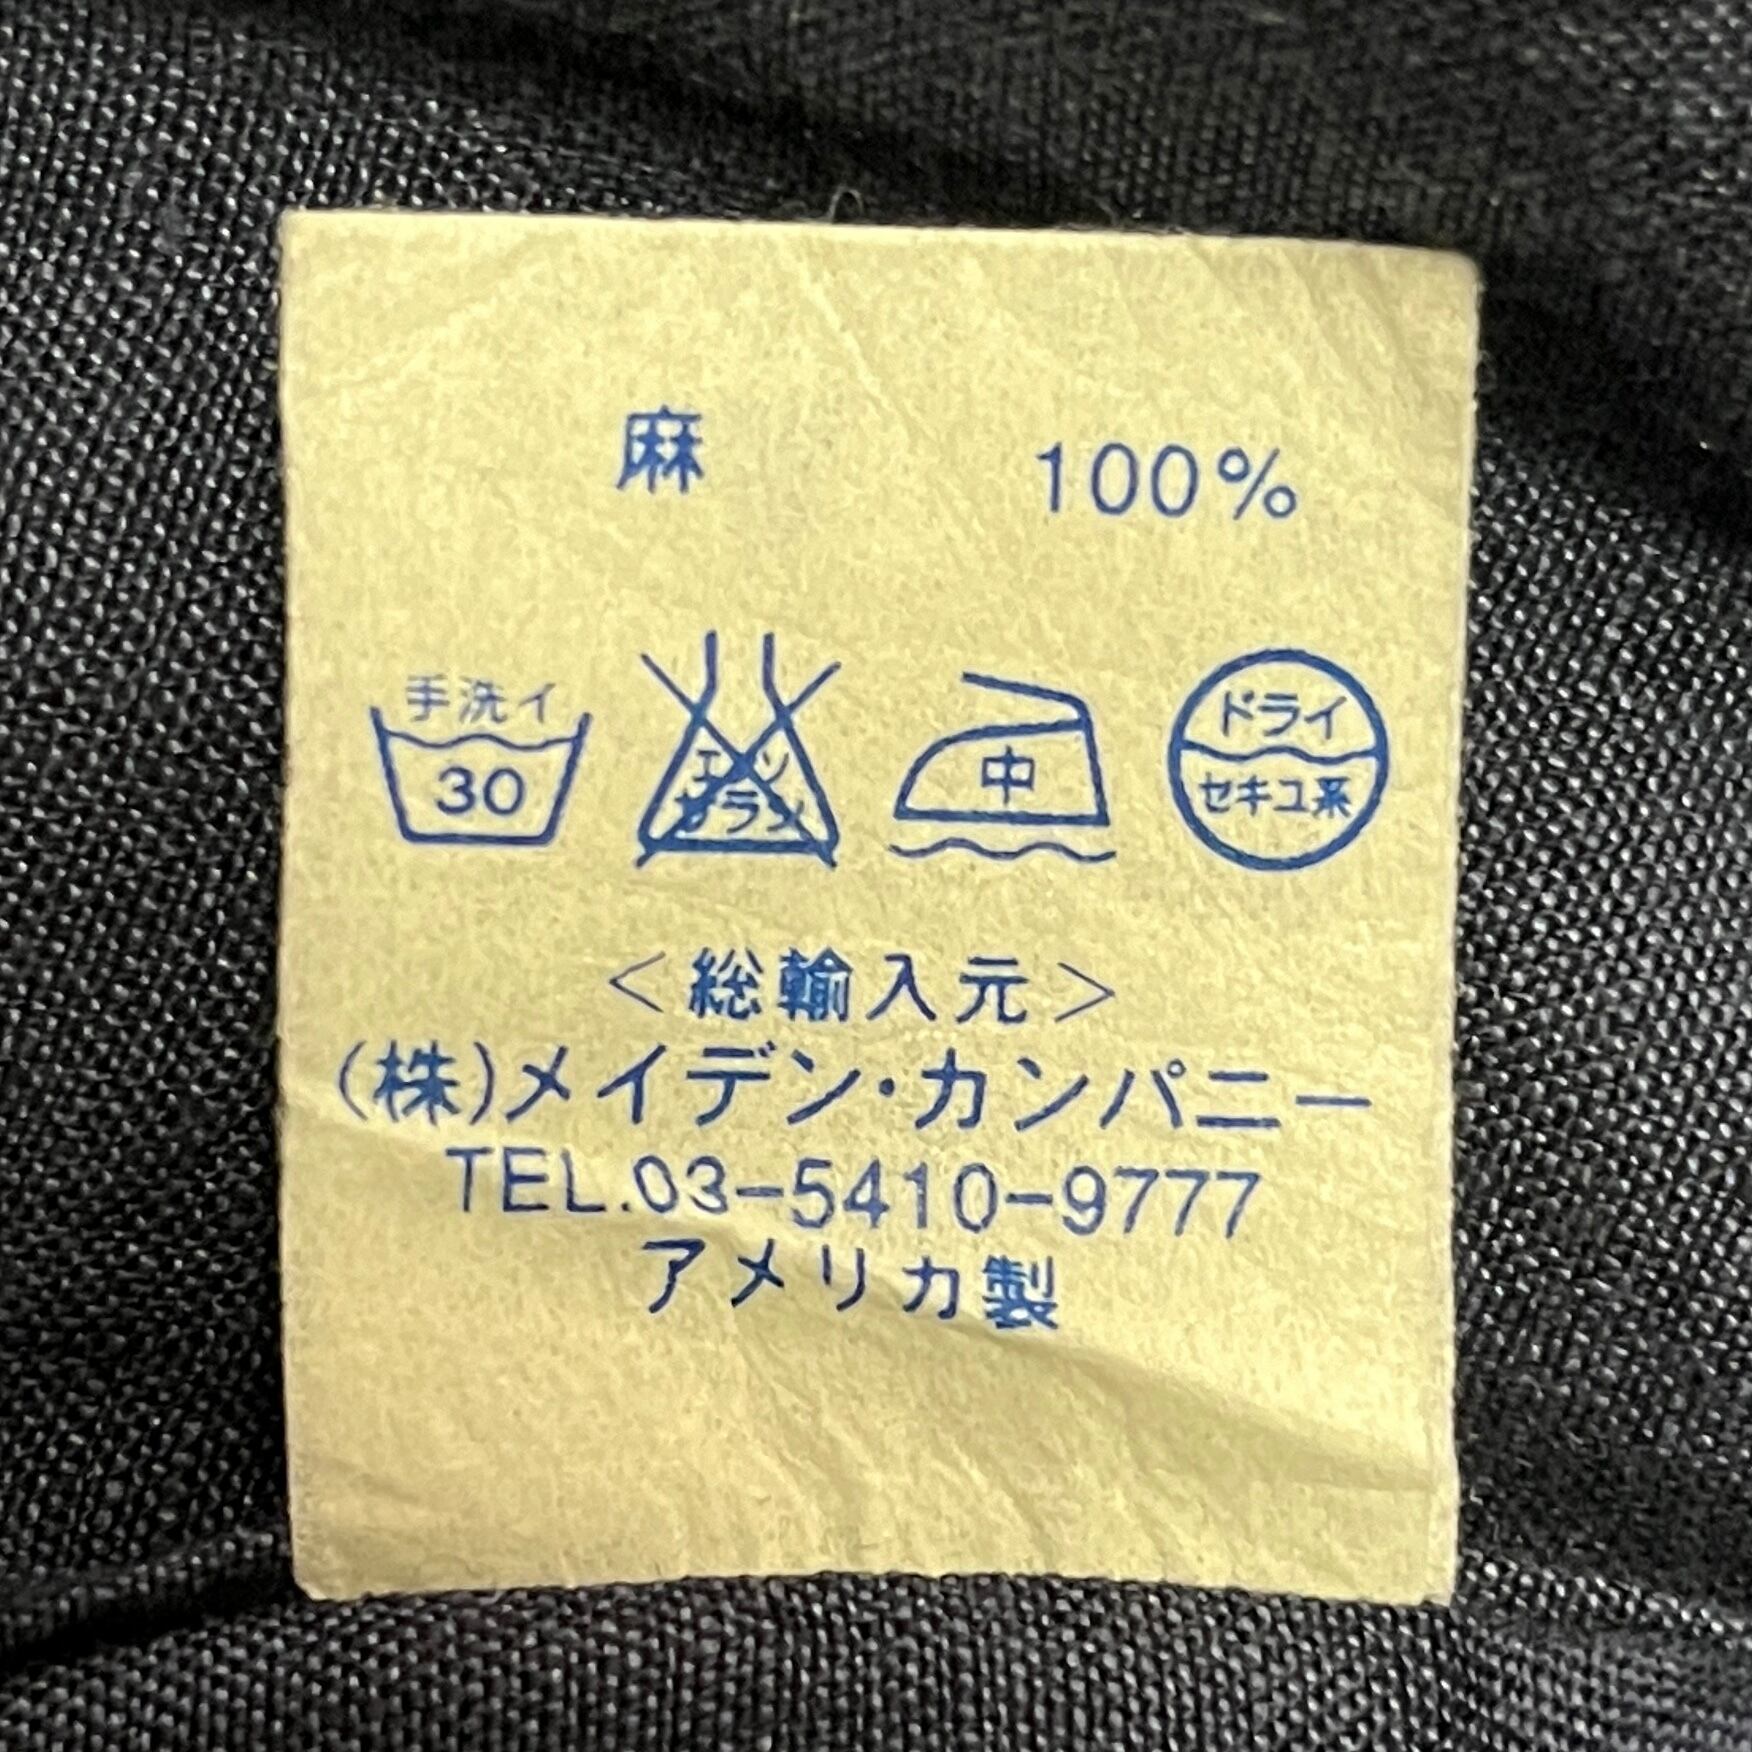 麻 100%
手洗イ ドライ
30 エンソサラシ 中 セキユ系
<総輸入元>
(株)メイデン・カンパニー
TEL.03-5410-9777
アメリカ製